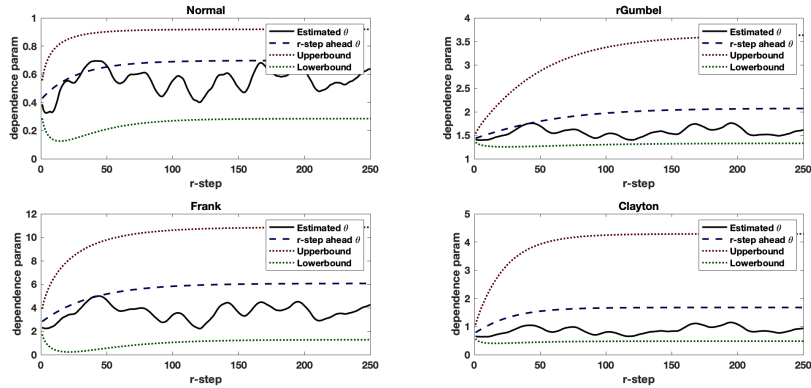 Normal
1
0.8
0.6
0.4
0.2
0
dependence param
0 50 100 150 200 250
r-step
Estimated θ
r-step ahead θ
Upperbound
Lowerbound
rGumbel
4
3.5
3
2.5
2
1.5
1
dependence param
0 50 100 150 200 250
r-step
Estimated θ
r-step ahead θ
Upperbound
Lowerbound
Frank
12
10
8
6
4
2
0
dependence param
0 50 100 150 200 250
r-step
Estimated θ
r-step ahead θ
Upperbound
Lowerbound
Clayton
5
4
3
2
1
0
dependence param
0 50 100 150 200 250
r-step
Estimated θ
r-step ahead θ
Upperbound
Lowerbound